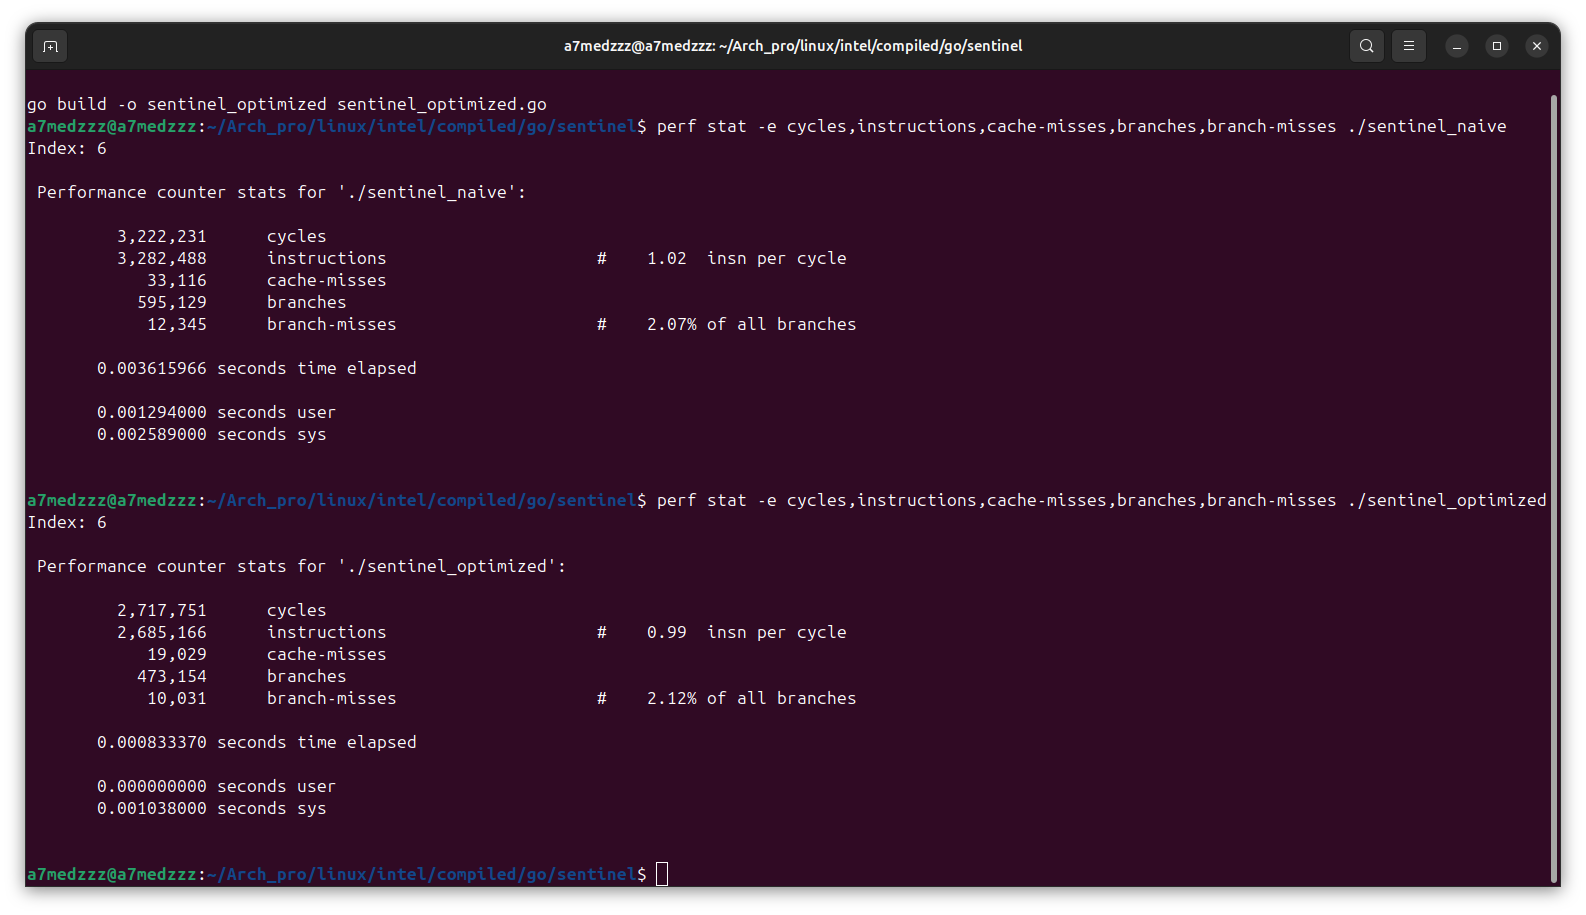 a7medzzz@a7medzzz: ~/Arch_pro/linux/intel/compiled/go/sentinel
go build -o sentinel_optimized sentinel_optimized.go
a7medzzz@a7medzzz:~/Arch_pro/linux/intel/compiled/go/sentinel$ perf stat -e cycles,instructions,cache-misses,branches,branch-misses ./sentinel_naive
Index: 6
Performance counter stats for './sentinel_naive':
3,222,231 cycles
3,282,488 instructions # 1.02 insn per cycle
33,116 cache-misses
595,129 branches
12,345 branch-misses # 2.07% of all branches
0.003615966 seconds time elapsed
0.001294000 seconds user
0.002589000 seconds sys
a7medzzz@a7medzzz:~/Arch_pro/linux/intel/compiled/go/sentinel$ perf stat -e cycles,instructions,cache-misses,branches,branch-misses ./sentinel_optimized
Index: 6
Performance counter stats for './sentinel_optimized':
2,717,751 cycles
2,685,166 instructions # 0.99 insn per cycle
19,029 cache-misses
473,154 branches
10,031 branch-misses # 2.12% of all branches
0.000833370 seconds time elapsed
0.000000000 seconds user
0.001038000 seconds sys
a7medzzz@a7medzzz:~/Arch_pro/linux/intel/compiled/go/sentinel$